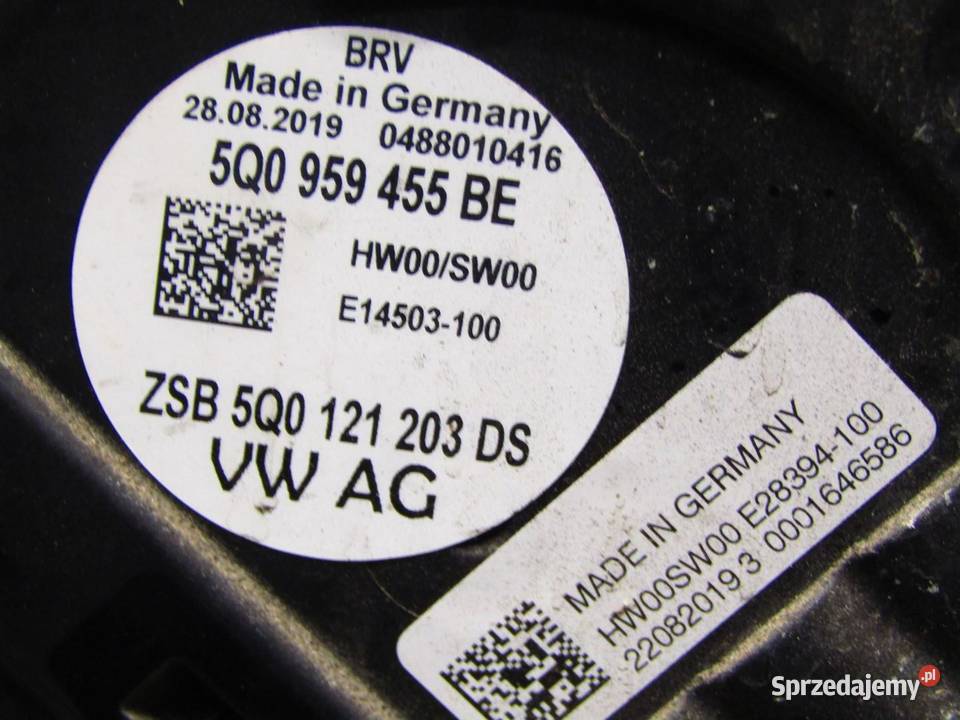 BRV
Made in Germany
28.08.2019 0488010416
5Q0 959 455 BE
HW00/SW00
E14503-100
ZSB 5Q0 121 203 DS
VW AG
MADE IN GERMANY
HW00SW00 E28394-100
22082019 3 0001646586
Sprzedajemy.pl